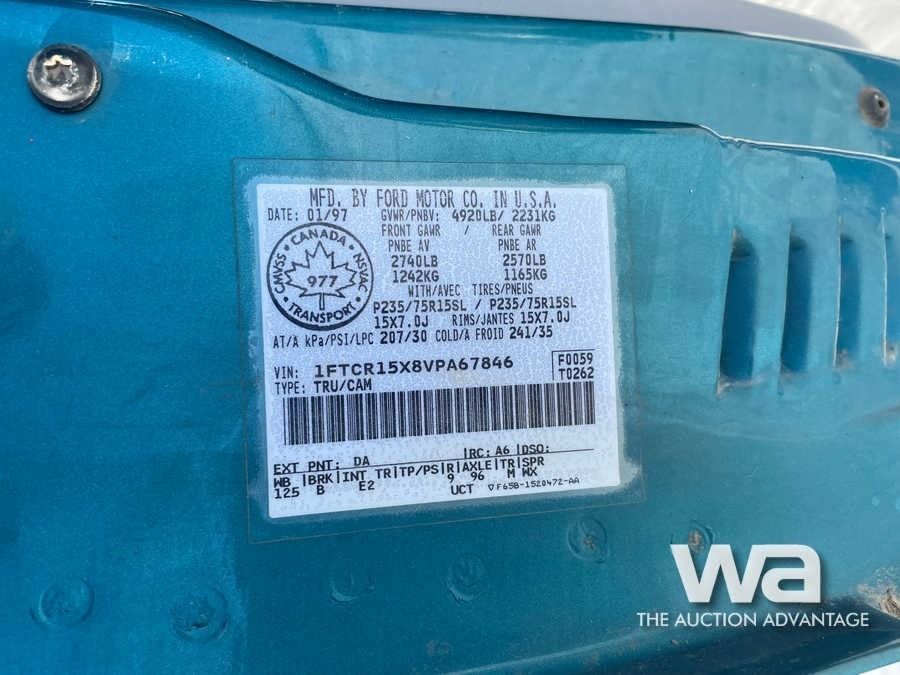 MFD. BY FORD MOTOR CO. IN U.S.A.
DATE: 01/97 GVWR/PNBV: 4920LB/ 2231KG
FRONT GAWR / REAR GAWR
PNBE AV PNBE AR
2740LB 2570LB
1242KG 1165KG
WITH/AVEC TIRES/PNEUS
P235/75R15SL / P235/75R15SL
15X7.0J RIMS/JANTES 15X7.0J
AT/A kPa/PSI/LPC 207/30 COLD/A FROID 241/35
CANADA
CMVSS • NSVAC
977
TRANSPORT
VIN: 1FTCR15X8VPA67846
F0059
T0262
TYPE: TRU/CAM
EXT PNT: DA |RC: A6 |DSO:
WB |BRK|INT TR|TP/PS|R|AXLE|TR|SPR
125 B E2 9 96 M WX
UCT ▽F65B-1520472-AA
wa
THE AUCTION ADVANTAGE